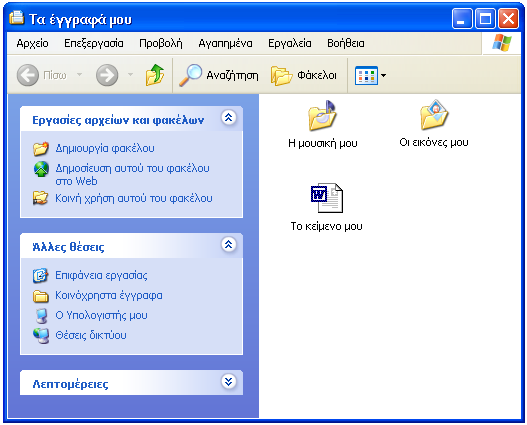 Τα έγγραφά μου
Αρχείο Επεξεργασία Προβολή Αγαπημένα Εργαλεία Βοήθεια
Πίσω Αναζήτηση Φάκελοι
Εργασίες αρχείων και φακέλων
Δημιουργία φακέλου
Δημοσίευση αυτού του φακέλου
στο Web
Κοινή χρήση αυτού του φακέλου
Άλλες θέσεις
Επιφάνεια εργασίας
Κοινόχρηστα έγγραφα
Ο Υπολογιστής μου
Θέσεις δικτύου
Λεπτομέρειες
Η μουσική μου
Οι εικόνες μου
Το κείμενο μου